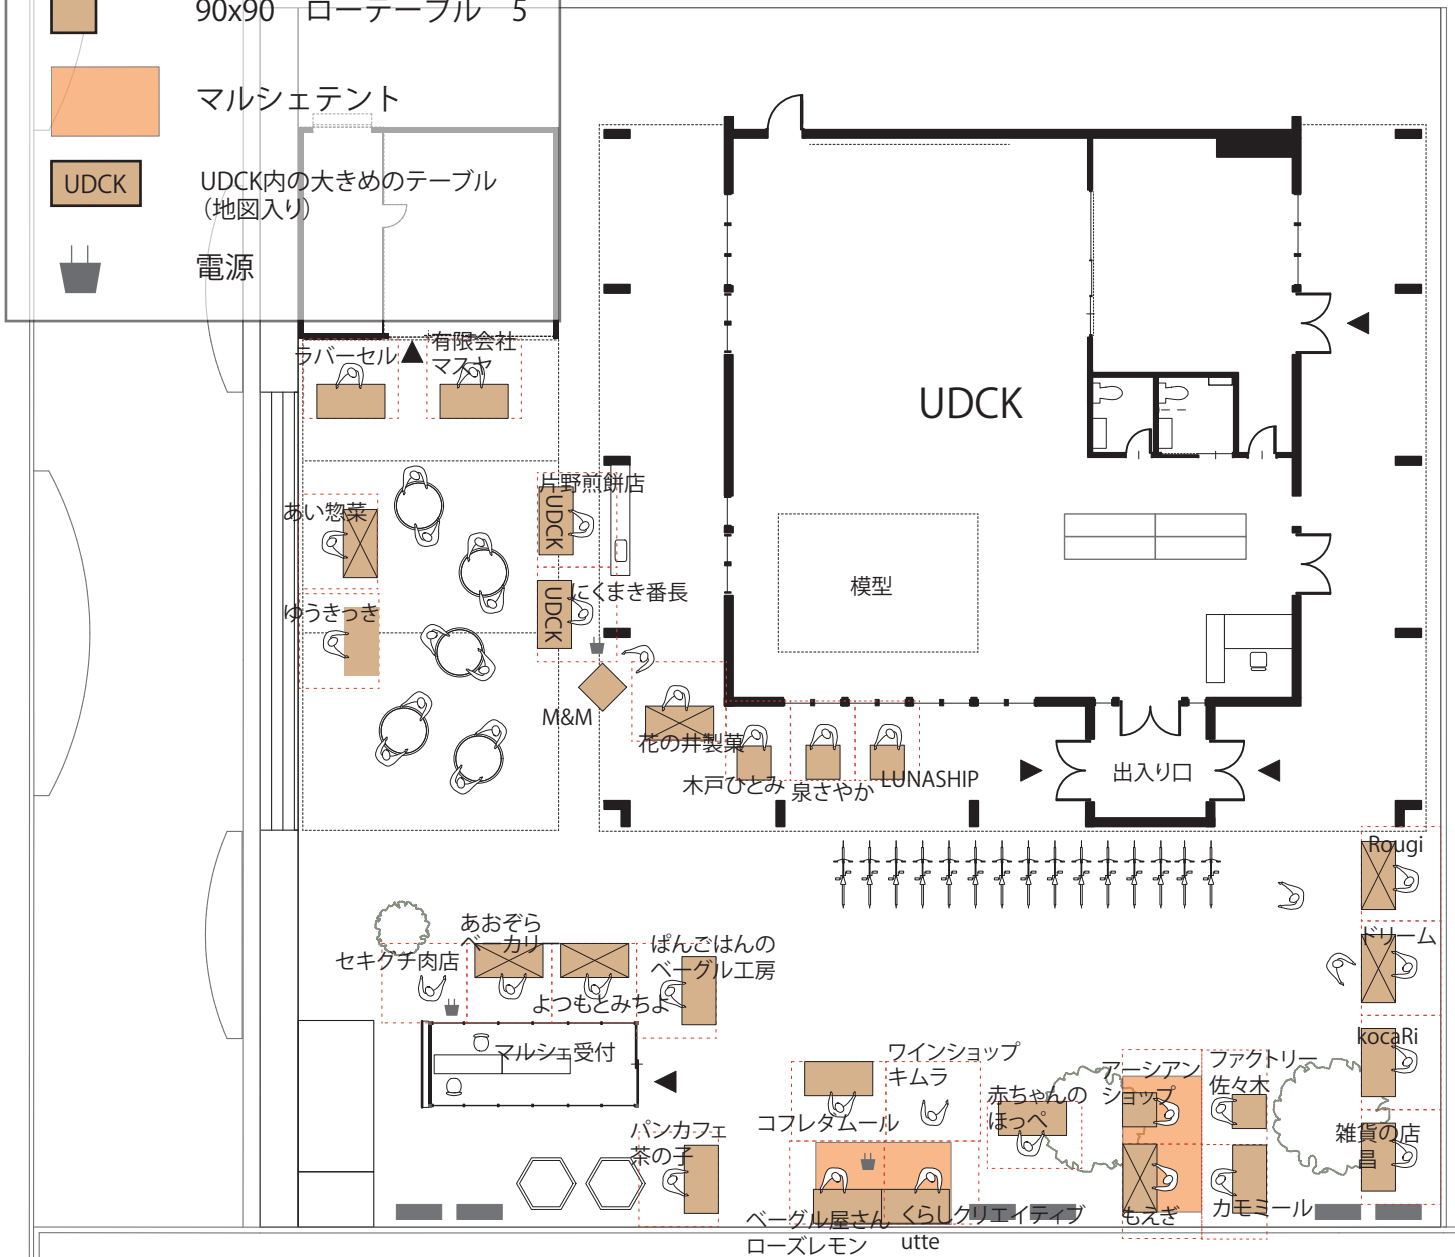 90x90　ローテーブル　5
マルシェテント
UDCK
UDCK内の大きめのテーブル
（地図入り）
電源
ラバーセル
有限会社
マスヤ
UDCK
あい惣菜
片野煎餅店
UDCK
ゆうきっき
にくまき番長
UDCK
模型
M&M
花の井製菓
木戸ひとみ
泉さやか
LUNASHIP
出入り口
Rougi
ドリーム
kocaRi
雑貨の店
昌
セキグチ肉店
あおぞら
ベーカリー
よつもとみちよ
ぽんごはんの
ベーグル工房
マルシェ受付
パンカフェ
茶の子
コフレタムール
ワインショップ
キムラ
赤ちゃんの
ほっぺ
アーシアン
ショップ
ファクトリー
佐々木
ベーグル屋さん
ローズレモン
くらしクリエイティブ
utte
もえぎ
カモミール